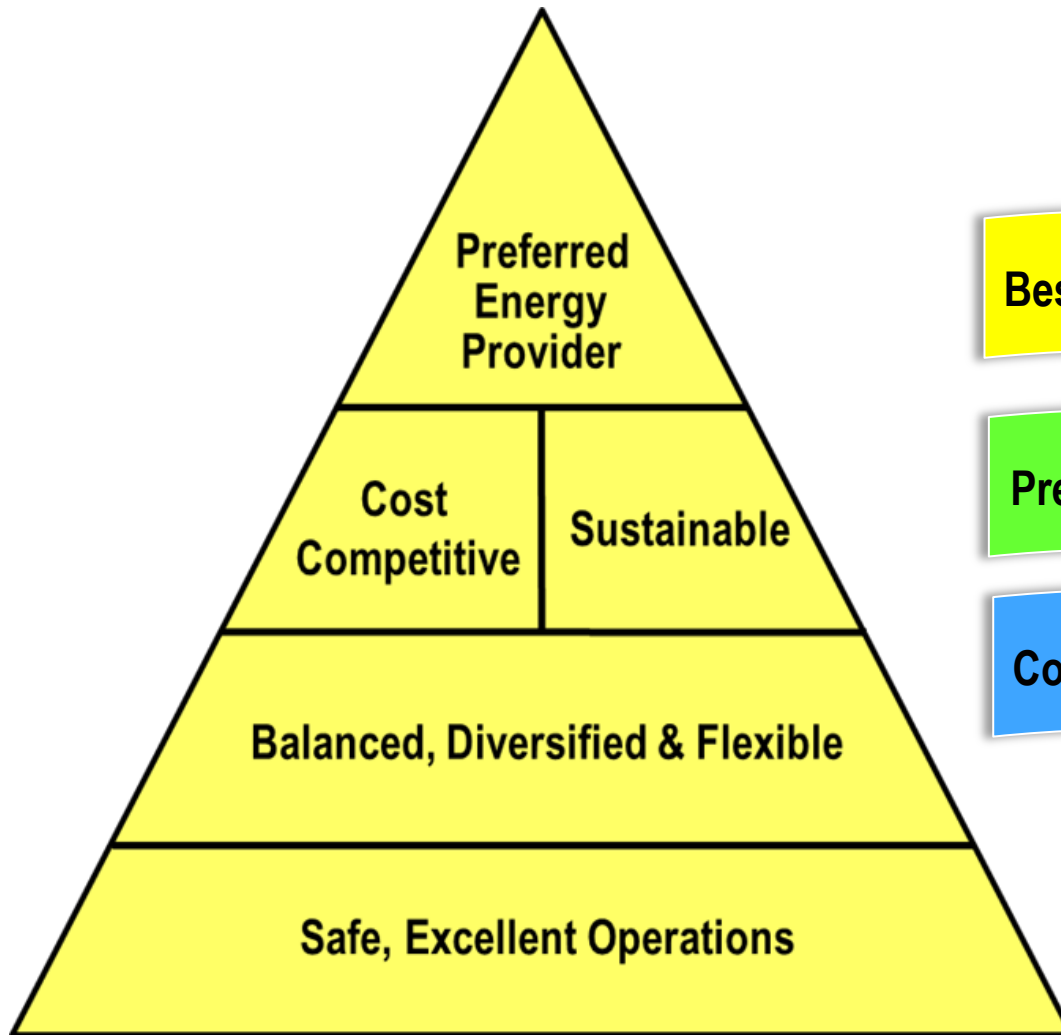 Preferred
Energy
Provider
Cost
Competitive
Sustainable
Balanced, Diversified & Flexible
Safe, Excellent Operations